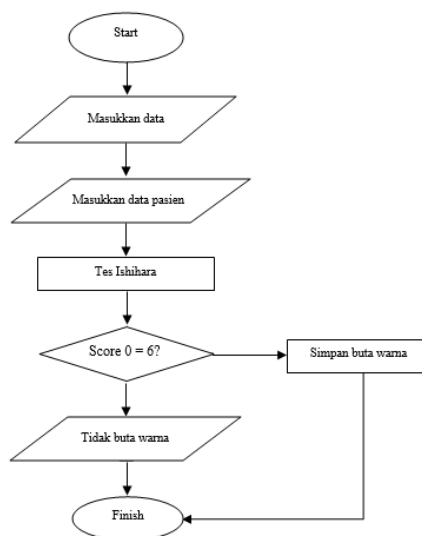 Start
Masukkan data
Masukkan data pasien
Tes Ishihara
Score 0 = 6?
Simpan buta warna
Tidak buta warna
Finish